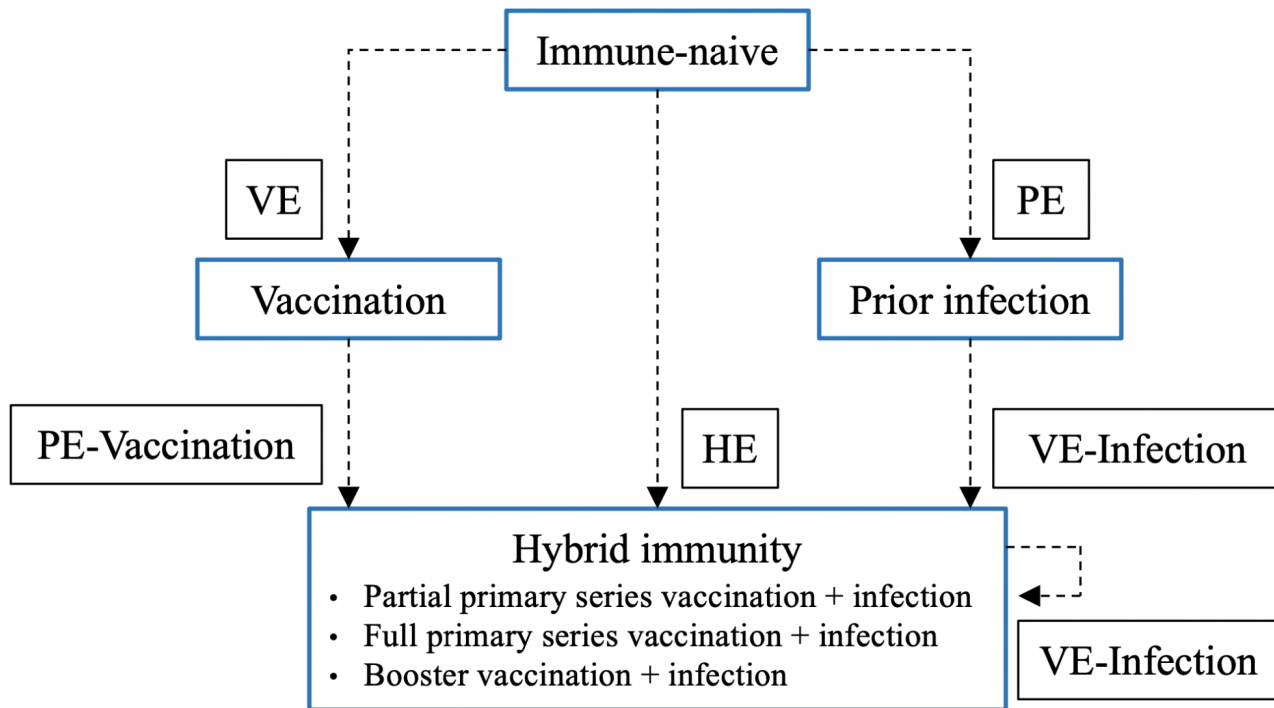 Immune-naive
VE
PE
Vaccination
Prior infection
PE-Vaccination
HE
VE-Infection
Hybrid immunity
• Partial primary series vaccination + infection
• Full primary series vaccination + infection
• Booster vaccination + infection
VE-Infection